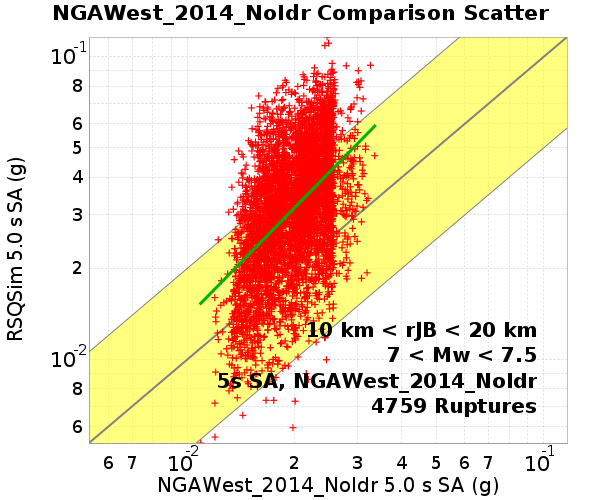 NGAWest_2014_NoIdr Comparison Scatter
RSQSim 5.0 s SA (g)
10⁻¹
8
6
5
4
3
2
10⁻²
8
6
10 km < rJB < 20 km
7 < Mw < 7.5
5s SA, NGAWest_2014_NoIdr
4759 Ruptures
6 7 10⁻² 2 3 4 5 6 7 10⁻¹
NGAWest_2014_NoIdr 5.0 s SA (g)